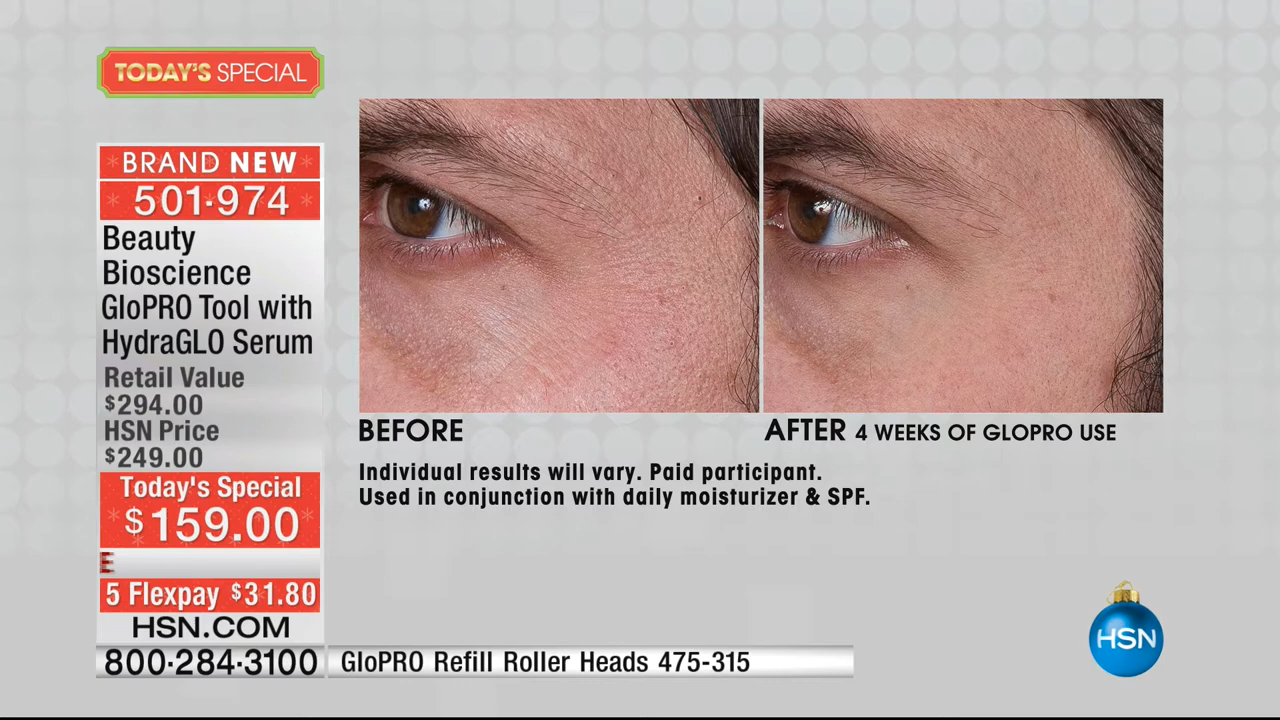 TODAY'S SPECIAL
BRAND NEW
501·974
Beauty
Bioscience
GloPRO Tool with
HydraGLO Serum
Retail Value
$294.00
HSN Price
$249.00
Today's Special
$159.00
E
5 Flexpay $31.80
HSN.COM
800·284·3100
BEFORE
AFTER 4 WEEKS OF GLOPRO USE
Individual results will vary. Paid participant.
Used in conjunction with daily moisturizer & SPF.
GloPRO Refill Roller Heads 475-315
HSN